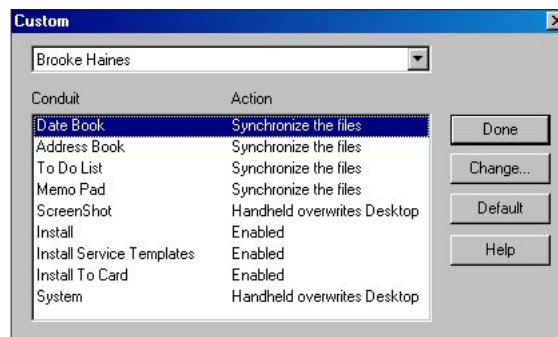 Custom
Brooke Haines
Conduit Action
Date Book Synchronize the files
Address Book Synchronize the files
To Do List Synchronize the files
Memo Pad Synchronize the files
ScreenShot Handheld overwrites Desktop
Install Enabled
Install Service Templates Enabled
Install To Card Enabled
System Handheld overwrites Desktop
Done
Change...
Default
Help